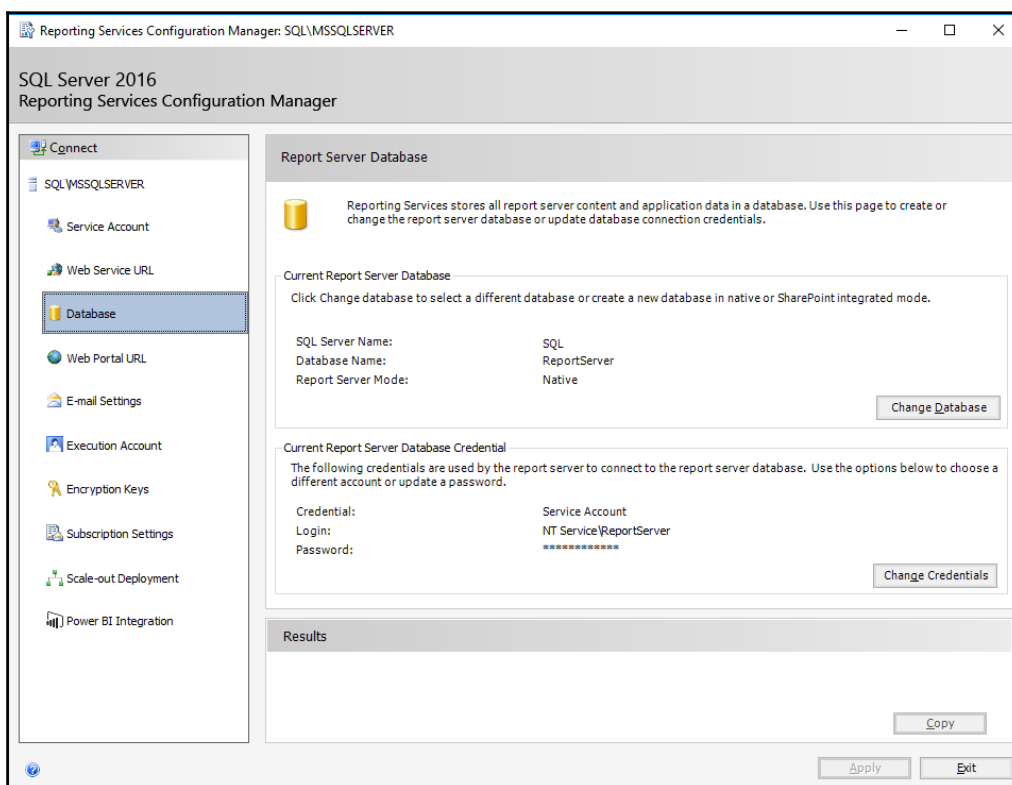 Reporting Services Configuration Manager: SQL\MSSQLSERVER
SQL Server 2016
Reporting Services Configuration Manager
Connect
SQL\MSSQLSERVER
Service Account
Web Service URL
Database
Web Portal URL
E-mail Settings
Execution Account
Encryption Keys
Subscription Settings
Scale-out Deployment
Power BI Integration
Report Server Database
Reporting Services stores all report server content and application data in a database. Use this page to create or
change the report server database or update database connection credentials.
Current Report Server Database
Click Change database to select a different database or create a new database in native or SharePoint integrated mode.
SQL Server Name: SQL
Database Name: ReportServer
Report Server Mode: Native
Change Database
Current Report Server Database Credential
The following credentials are used by the report server to connect to the report server database. Use the options below to choose a
different account or update a password.
Credential: Service Account
Login: NT Service\ReportServer
Password: ************
Change Credentials
Results
Copy
Apply Exit